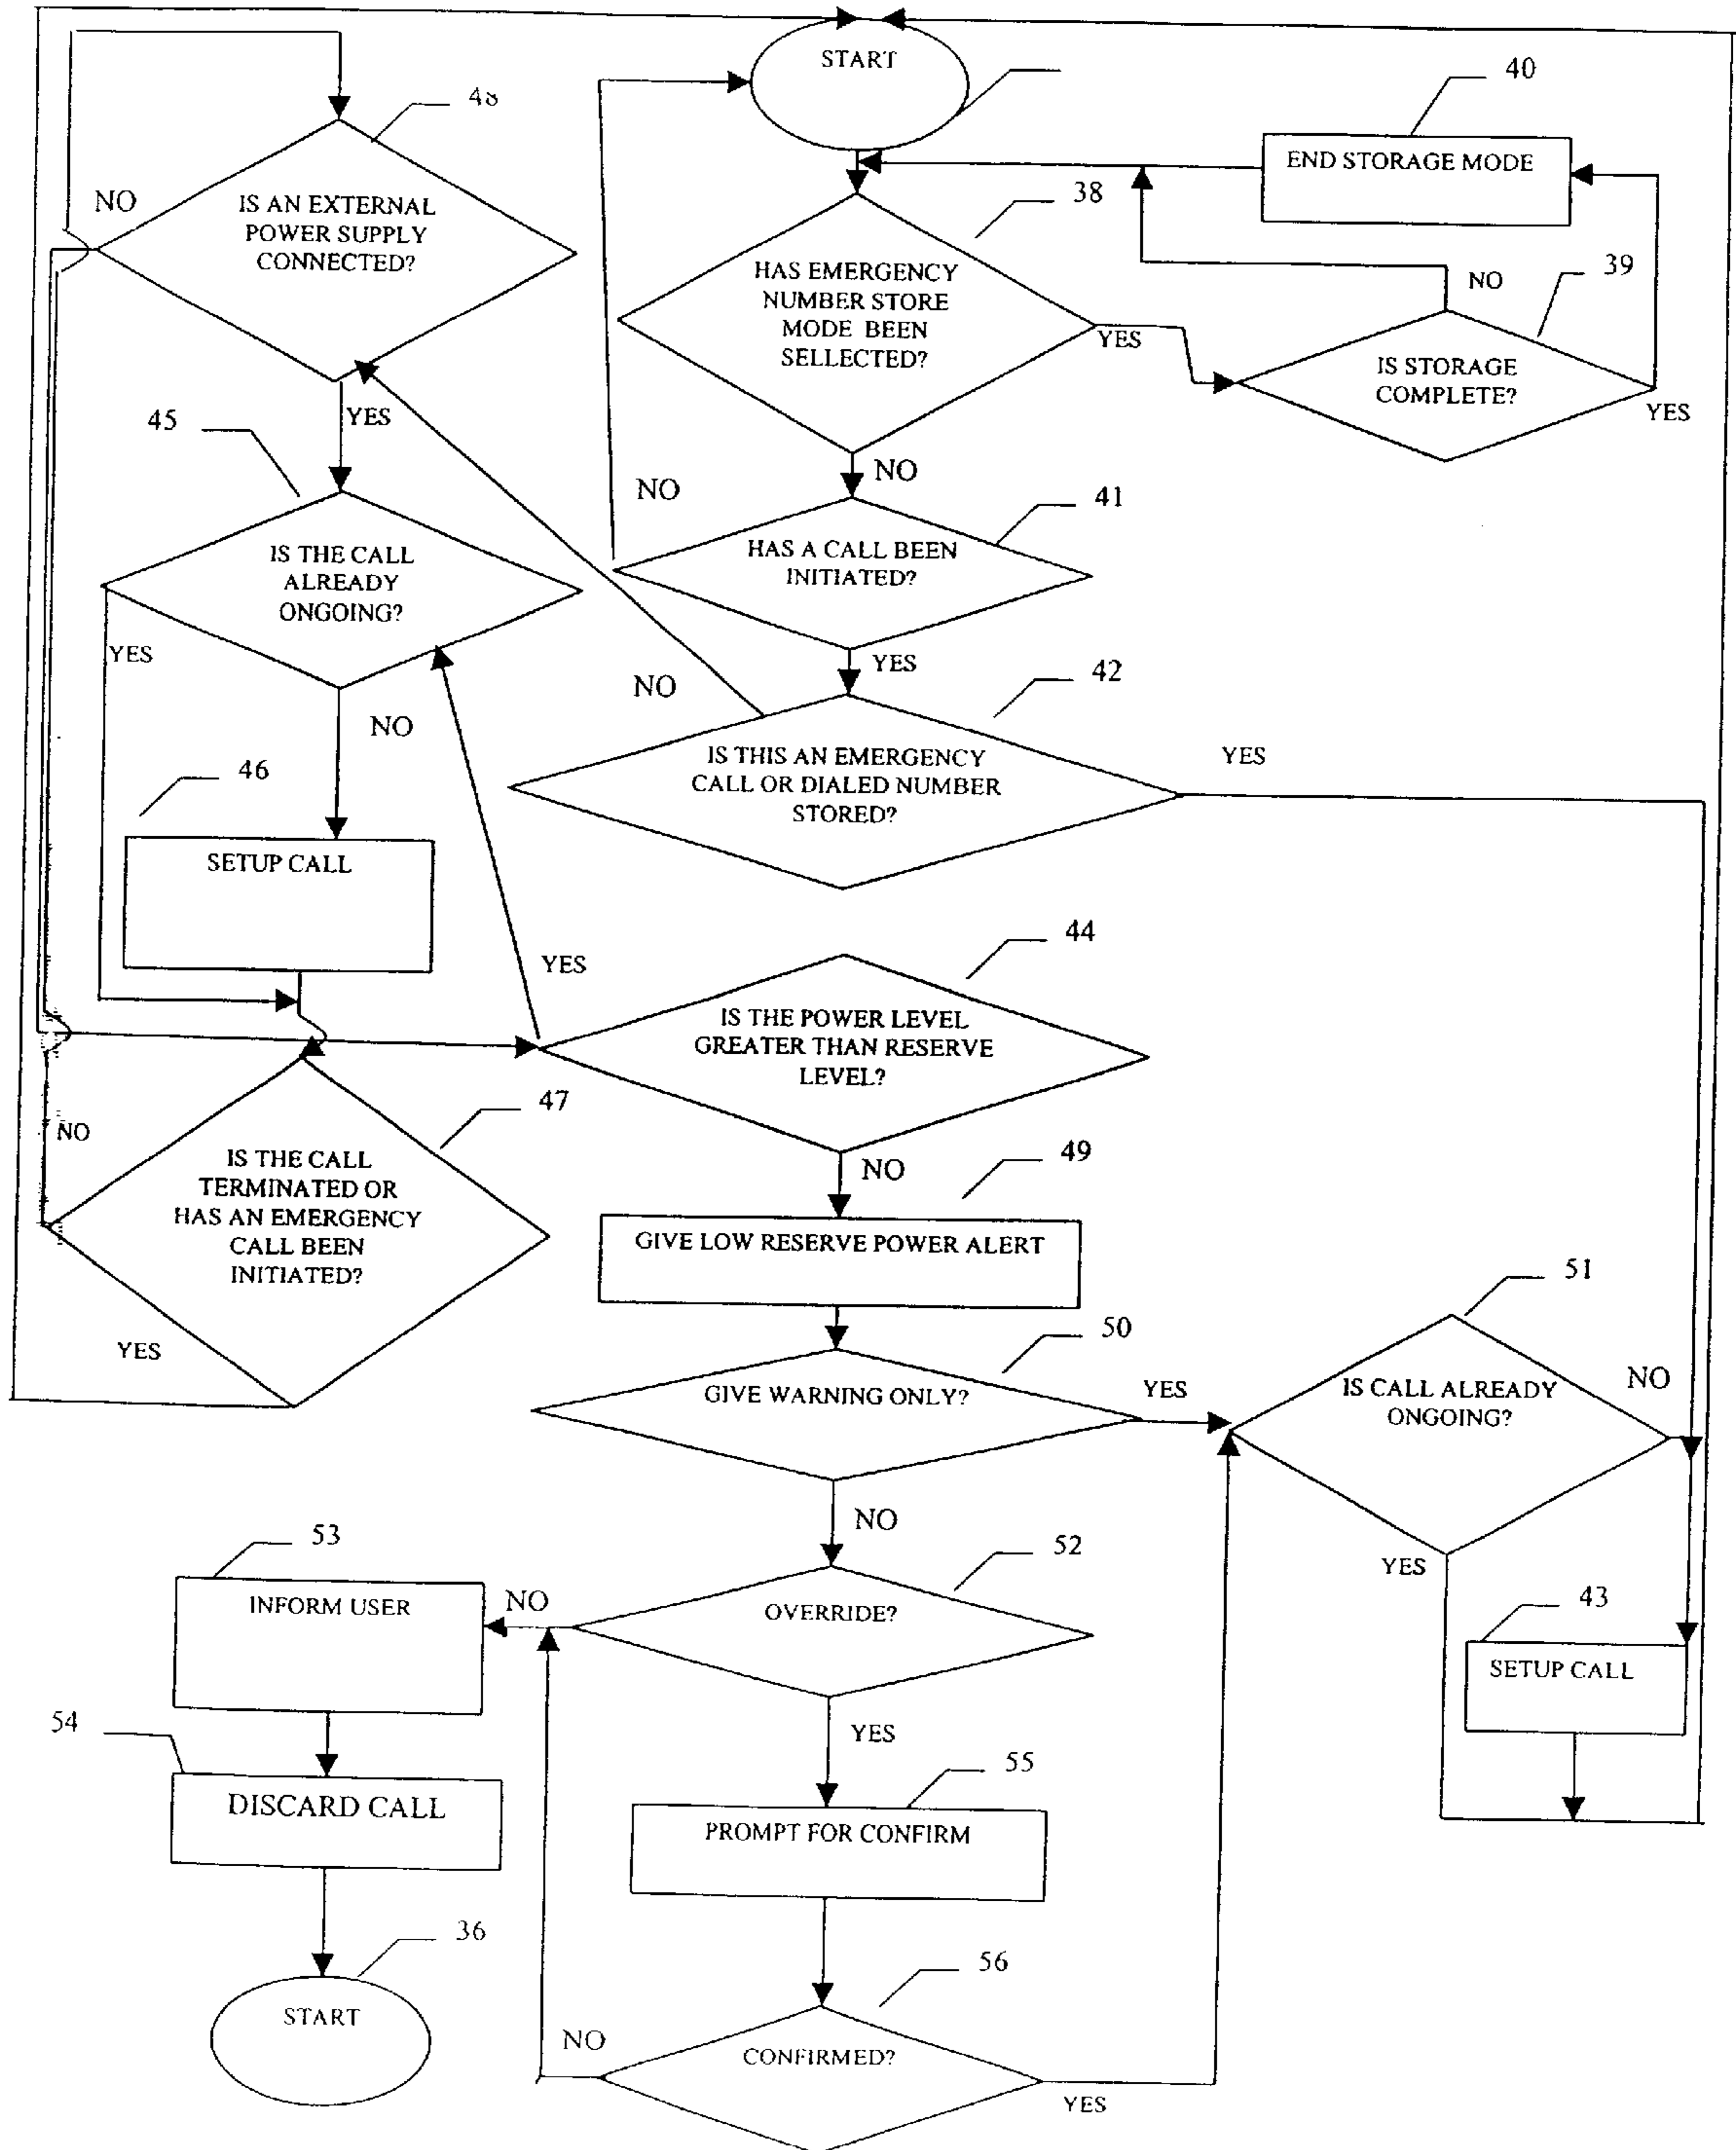 START
40
END STORAGE MODE
NO
IS AN EXTERNAL
POWER SUPPLY
CONNECTED?
38
HAS EMERGENCY
NUMBER STORE
MODE BEEN
SELLECTED?
YES
NO
39
IS STORAGE
COMPLETE?
YES
YES
45
NO
NO
41
HAS A CALL BEEN
INITIATED?
IS THE CALL
ALREADY
ONGOING?
YES
NO
YES
NO
42
IS THIS AN EMERGENCY
CALL OR DIALED NUMBER
STORED?
YES
46
SETUP CALL
YES
44
IS THE POWER LEVEL
GREATER THAN RESERVE
LEVEL?
NO
47
IS THE CALL
TERMINATED OR
HAS AN EMERGENCY
CALL BEEN
INITIATED?
YES
NO
49
GIVE LOW RESERVE POWER ALERT
50
GIVE WARNING ONLY?
YES
51
IS CALL ALREADY
ONGOING?
NO
YES
NO
53
INFORM USER
NO
52
OVERRIDE?
43
SETUP CALL
54
DISCARD CALL
YES
55
PROMPT FOR CONFIRM
36
START
56
NO
CONFIRMED?
YES